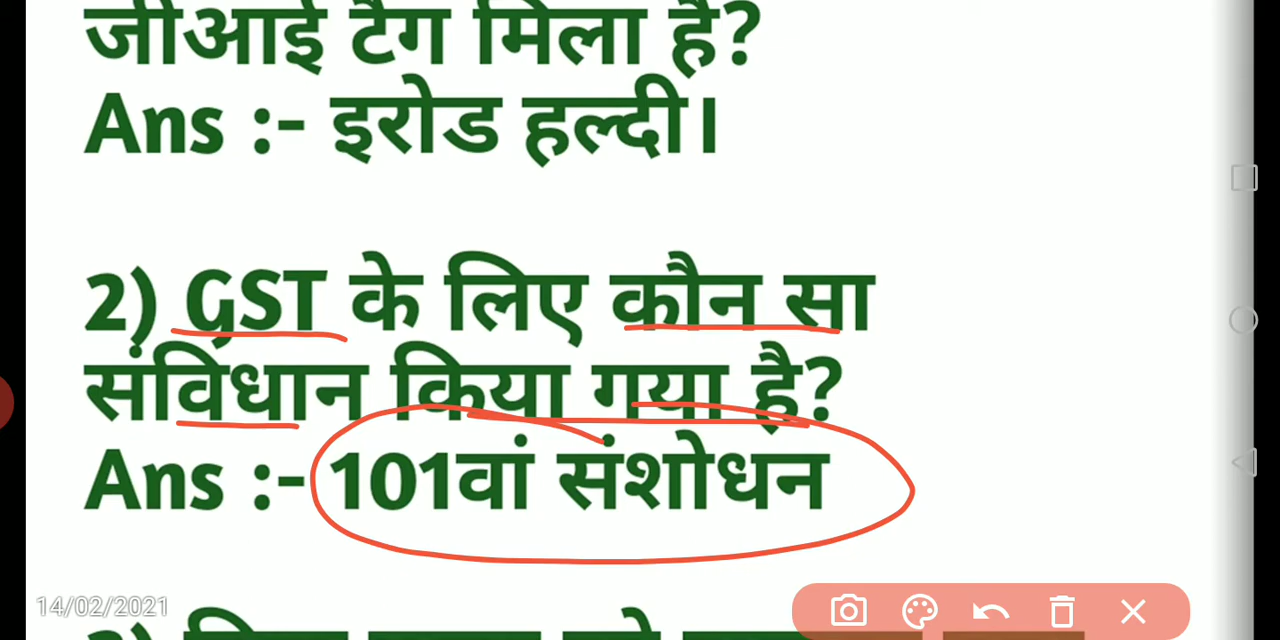 जीआई टैग मिला है?
Ans :- इरोड हल्दी।
2) GST के लिए कौन सा
संविधान किया गया है?
Ans :- 101वां संशोधन
14/02/2021